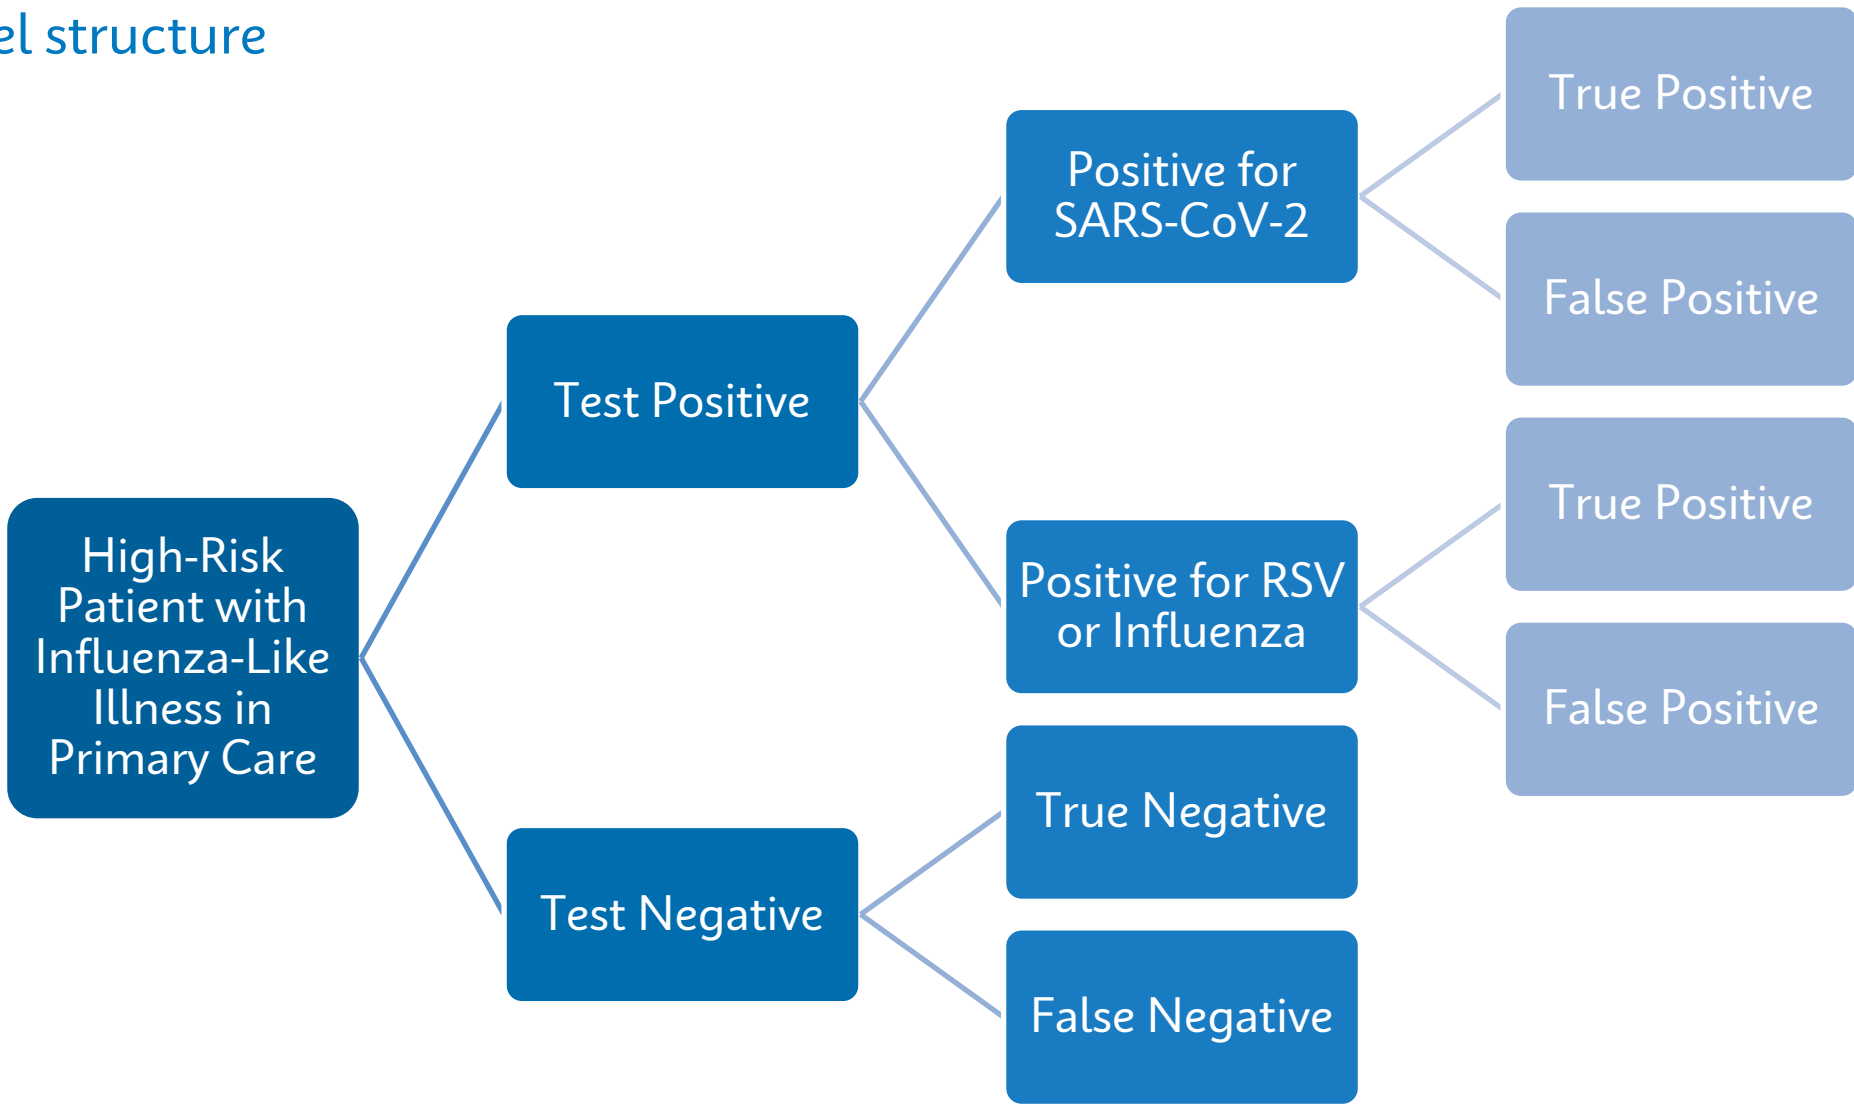 el structure
High-Risk
Patient with
Influenza-Like
Illness in
Primary Care
Test Positive
Test Negative
Positive for
SARS-CoV-2
Positive for RSV
or Influenza
True Negative
False Negative
True Positive
False Positive
True Positive
False Positive